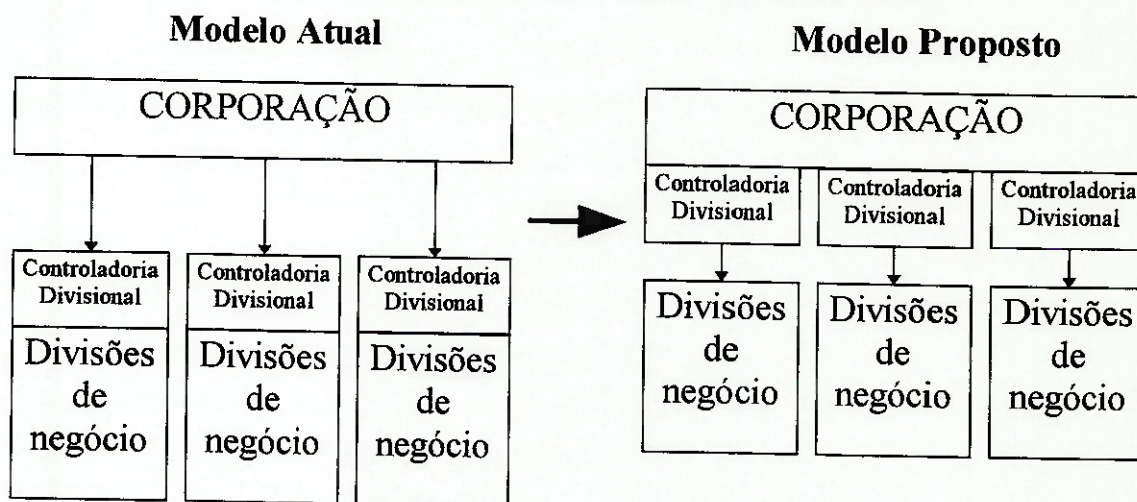 Modelo Atual
CORPORAÇÃO
Controladoria
Divisional
Divisões
de
negócio
Controladoria
Divisional
Divisões
de
negócio
Controladoria
Divisional
Divisões
de
negócio
Modelo Proposto
CORPORAÇÃO
Controladoria
Divisional
Divisões
de
negócio
Controladoria
Divisional
Divisões
de
negócio
Controladoria
Divisional
Divisões
de
negócio